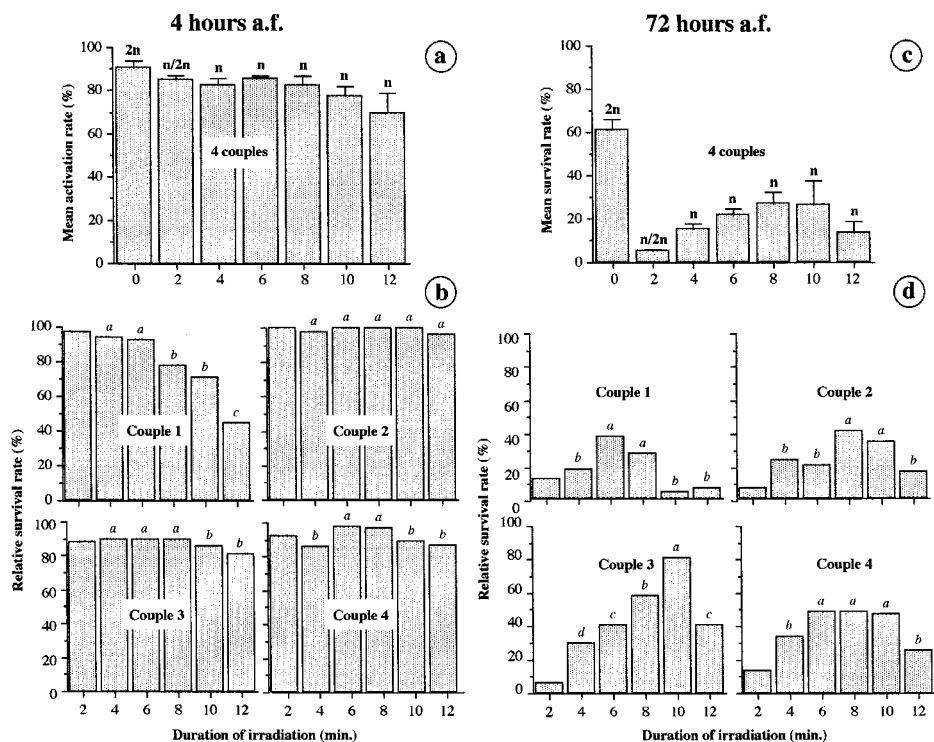 4 hours a.f.
a
Mean activation rate (%)
100
80
60
40
20
0
2n
n/2n
n
n
n
n
n
4 couples
0 2 4 6 8 10 12
72 hours a.f.
c
Mean survival rate (%)
100
80
60
40
20
0
2n
n/2n
n
n
n
n
n
4 couples
0 2 4 6 8 10 12
b
Relative survival rate (%)
100
80
60
40
20
0
a a b b c
Couple 1
a a a a a
Couple 2
80
60
40
20
0
a a a b b
Couple 3
b a a b b
Couple 4
2 4 6 8 10 12
2 4 6 8 10 12
Duration of irradiation (min.)
d
Relative survival rate (%)
100
80
60
40
20
0
Couple 1
b a a b b
Couple 2
b b a a b
80
60
40
20
0
Couple 3
d c b a c
Couple 4
b a a a b
2 4 6 8 10 12
2 4 6 8 10 12
Duration of irradiation (min.)